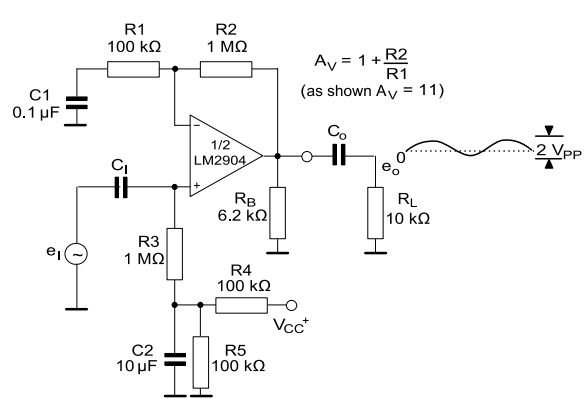 R1
100 kΩ
R2
1 MΩ
A_V = 1 + R2/R1
(as shown A_V = 11)
C1
0.1 μF
1/2
LM2904
−
+
C_I
C_o
e_o
0
2 V_PP
R_B
6.2 kΩ
R_L
10 kΩ
R3
1 MΩ
e_I
~
R4
100 kΩ
V_CC+
C2
10 μF
R5
100 kΩ